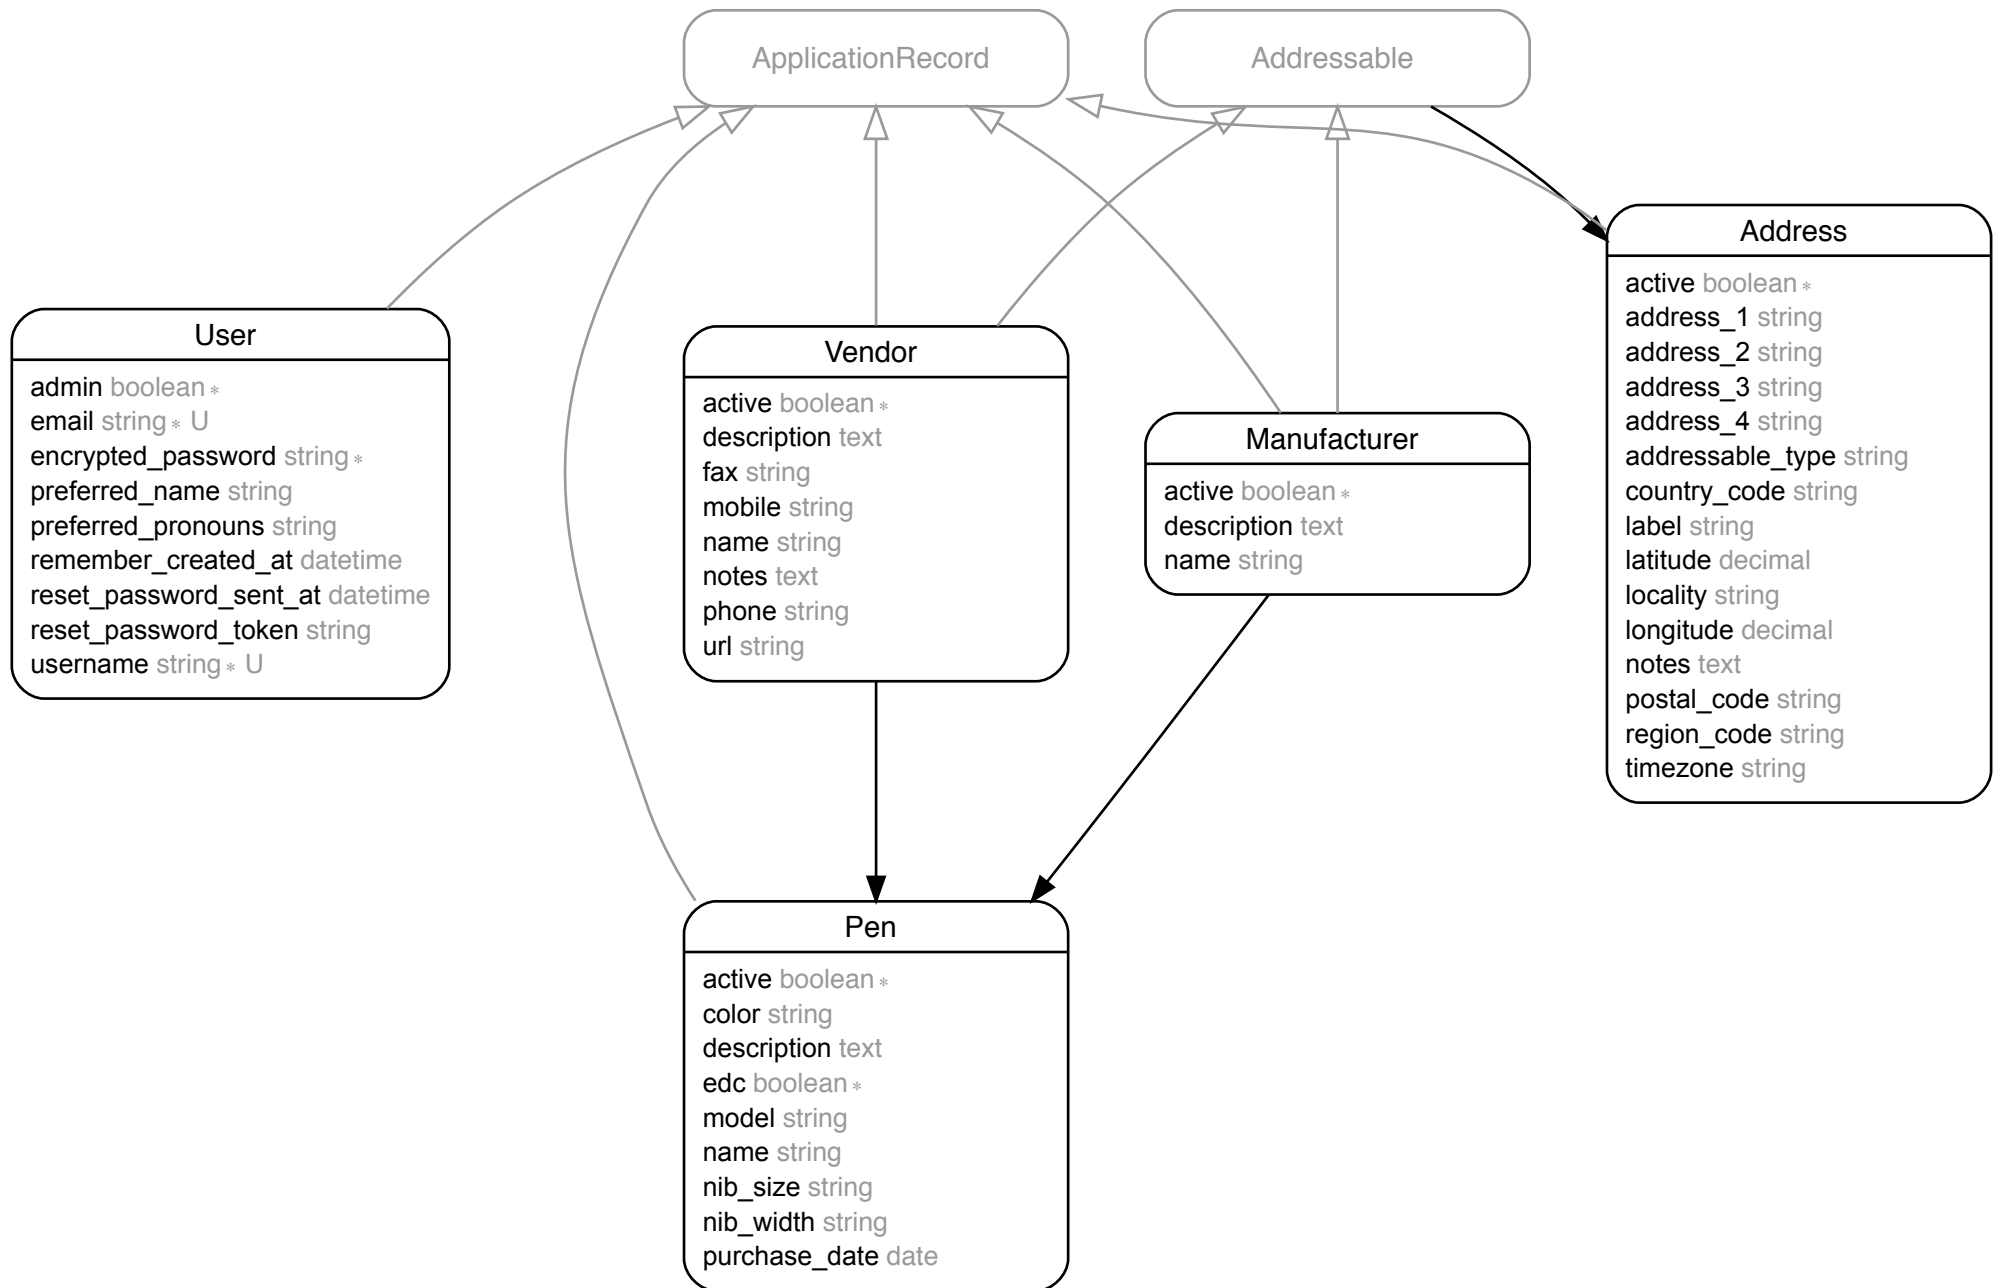 ApplicationRecord
Addressable
User
admin boolean ∗
email string ∗ U
encrypted_password string ∗
preferred_name string
preferred_pronouns string
remember_created_at datetime
reset_password_sent_at datetime
reset_password_token string
username string ∗ U
Vendor
active boolean ∗
description text
fax string
mobile string
name string
notes text
phone string
url string
Manufacturer
active boolean ∗
description text
name string
Address
active boolean ∗
address_1 string
address_2 string
address_3 string
address_4 string
addressable_type string
country_code string
label string
latitude decimal
locality string
longitude decimal
notes text
postal_code string
region_code string
timezone string
Pen
active boolean ∗
color string
description text
edc boolean ∗
model string
name string
nib_size string
nib_width string
purchase_date date